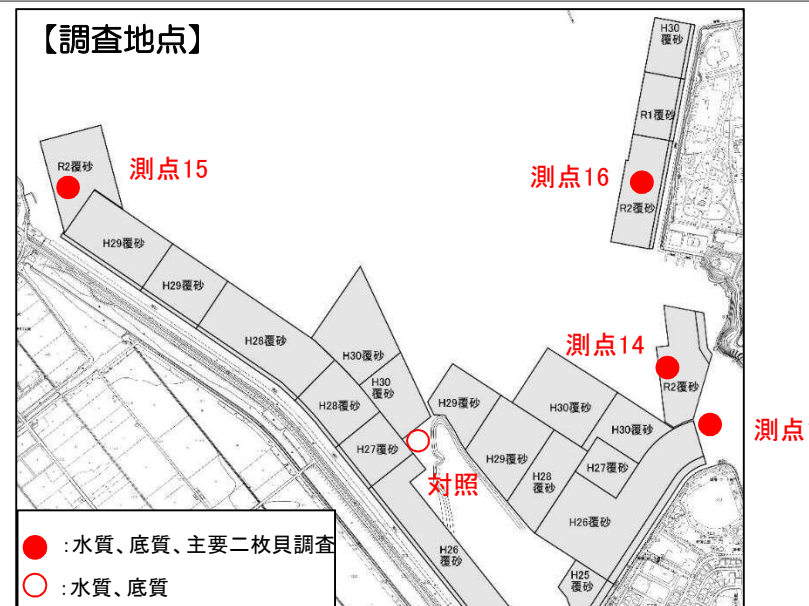 【調査地点】
H30
覆砂
R1覆砂
R2覆砂
測点15
測点16
R2覆砂
H29覆砂
H29覆砂
H28覆砂
H30覆砂
測点14
R2覆砂
H30
覆砂
H29覆砂
H30覆砂
H28覆砂
H30覆砂
測点
H27覆砂
H29覆砂
H27覆砂
対照
H28
覆砂
H26覆砂
H26
覆砂
H25
覆砂
:水質、底質、主要二枚貝調査
:水質、底質